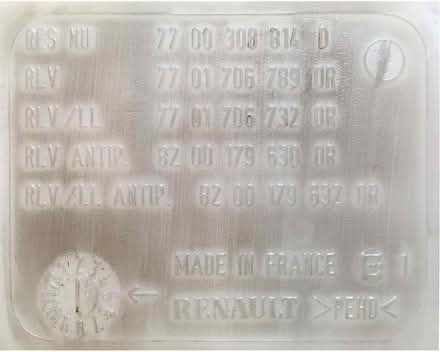 RES NU 77 00 308 814 D
RLV 77 01 706 789 OR
RLV/LL 77 01 706 732 OR
RLV ANTIP. 82 00 179 630 OR
RLV/LL ANTIP. 82 00 179 632 OR
MADE IN FRANCE E 1
RENAULT >PEHD<